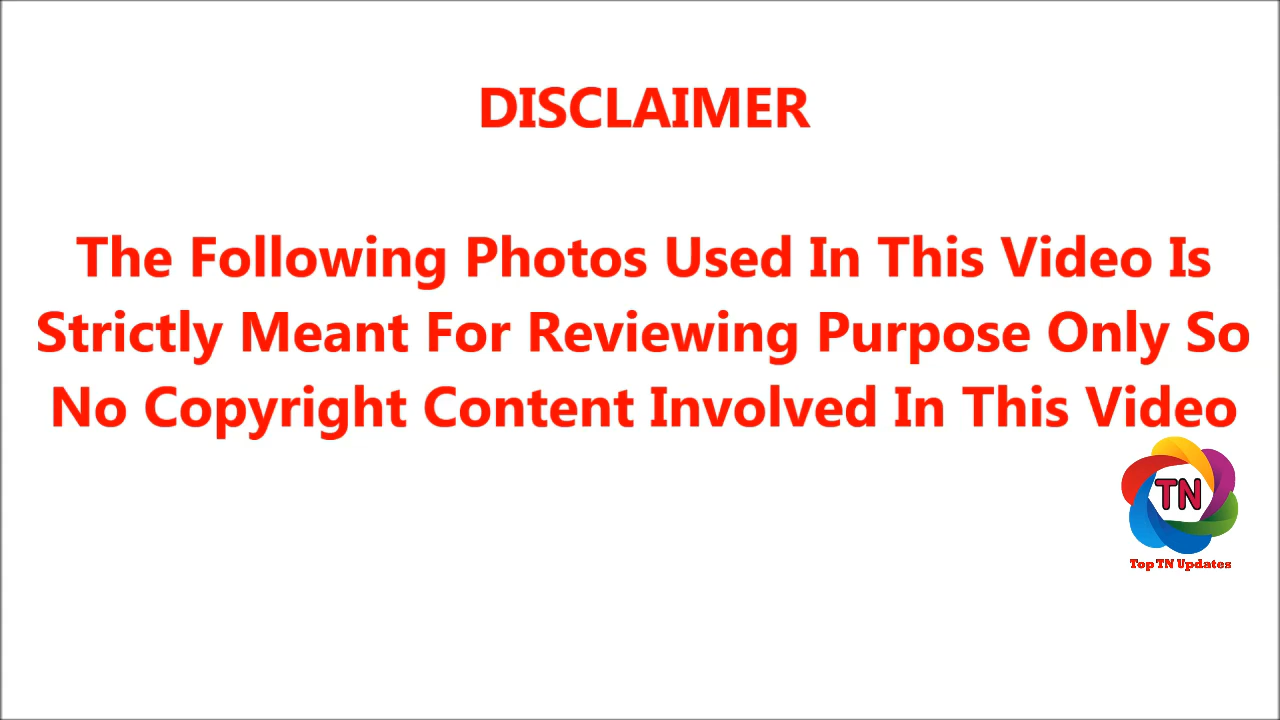 DISCLAIMER
The Following Photos Used In This Video Is
Strictly Meant For Reviewing Purpose Only So
No Copyright Content Involved In This Video
TN
Top TN Updates